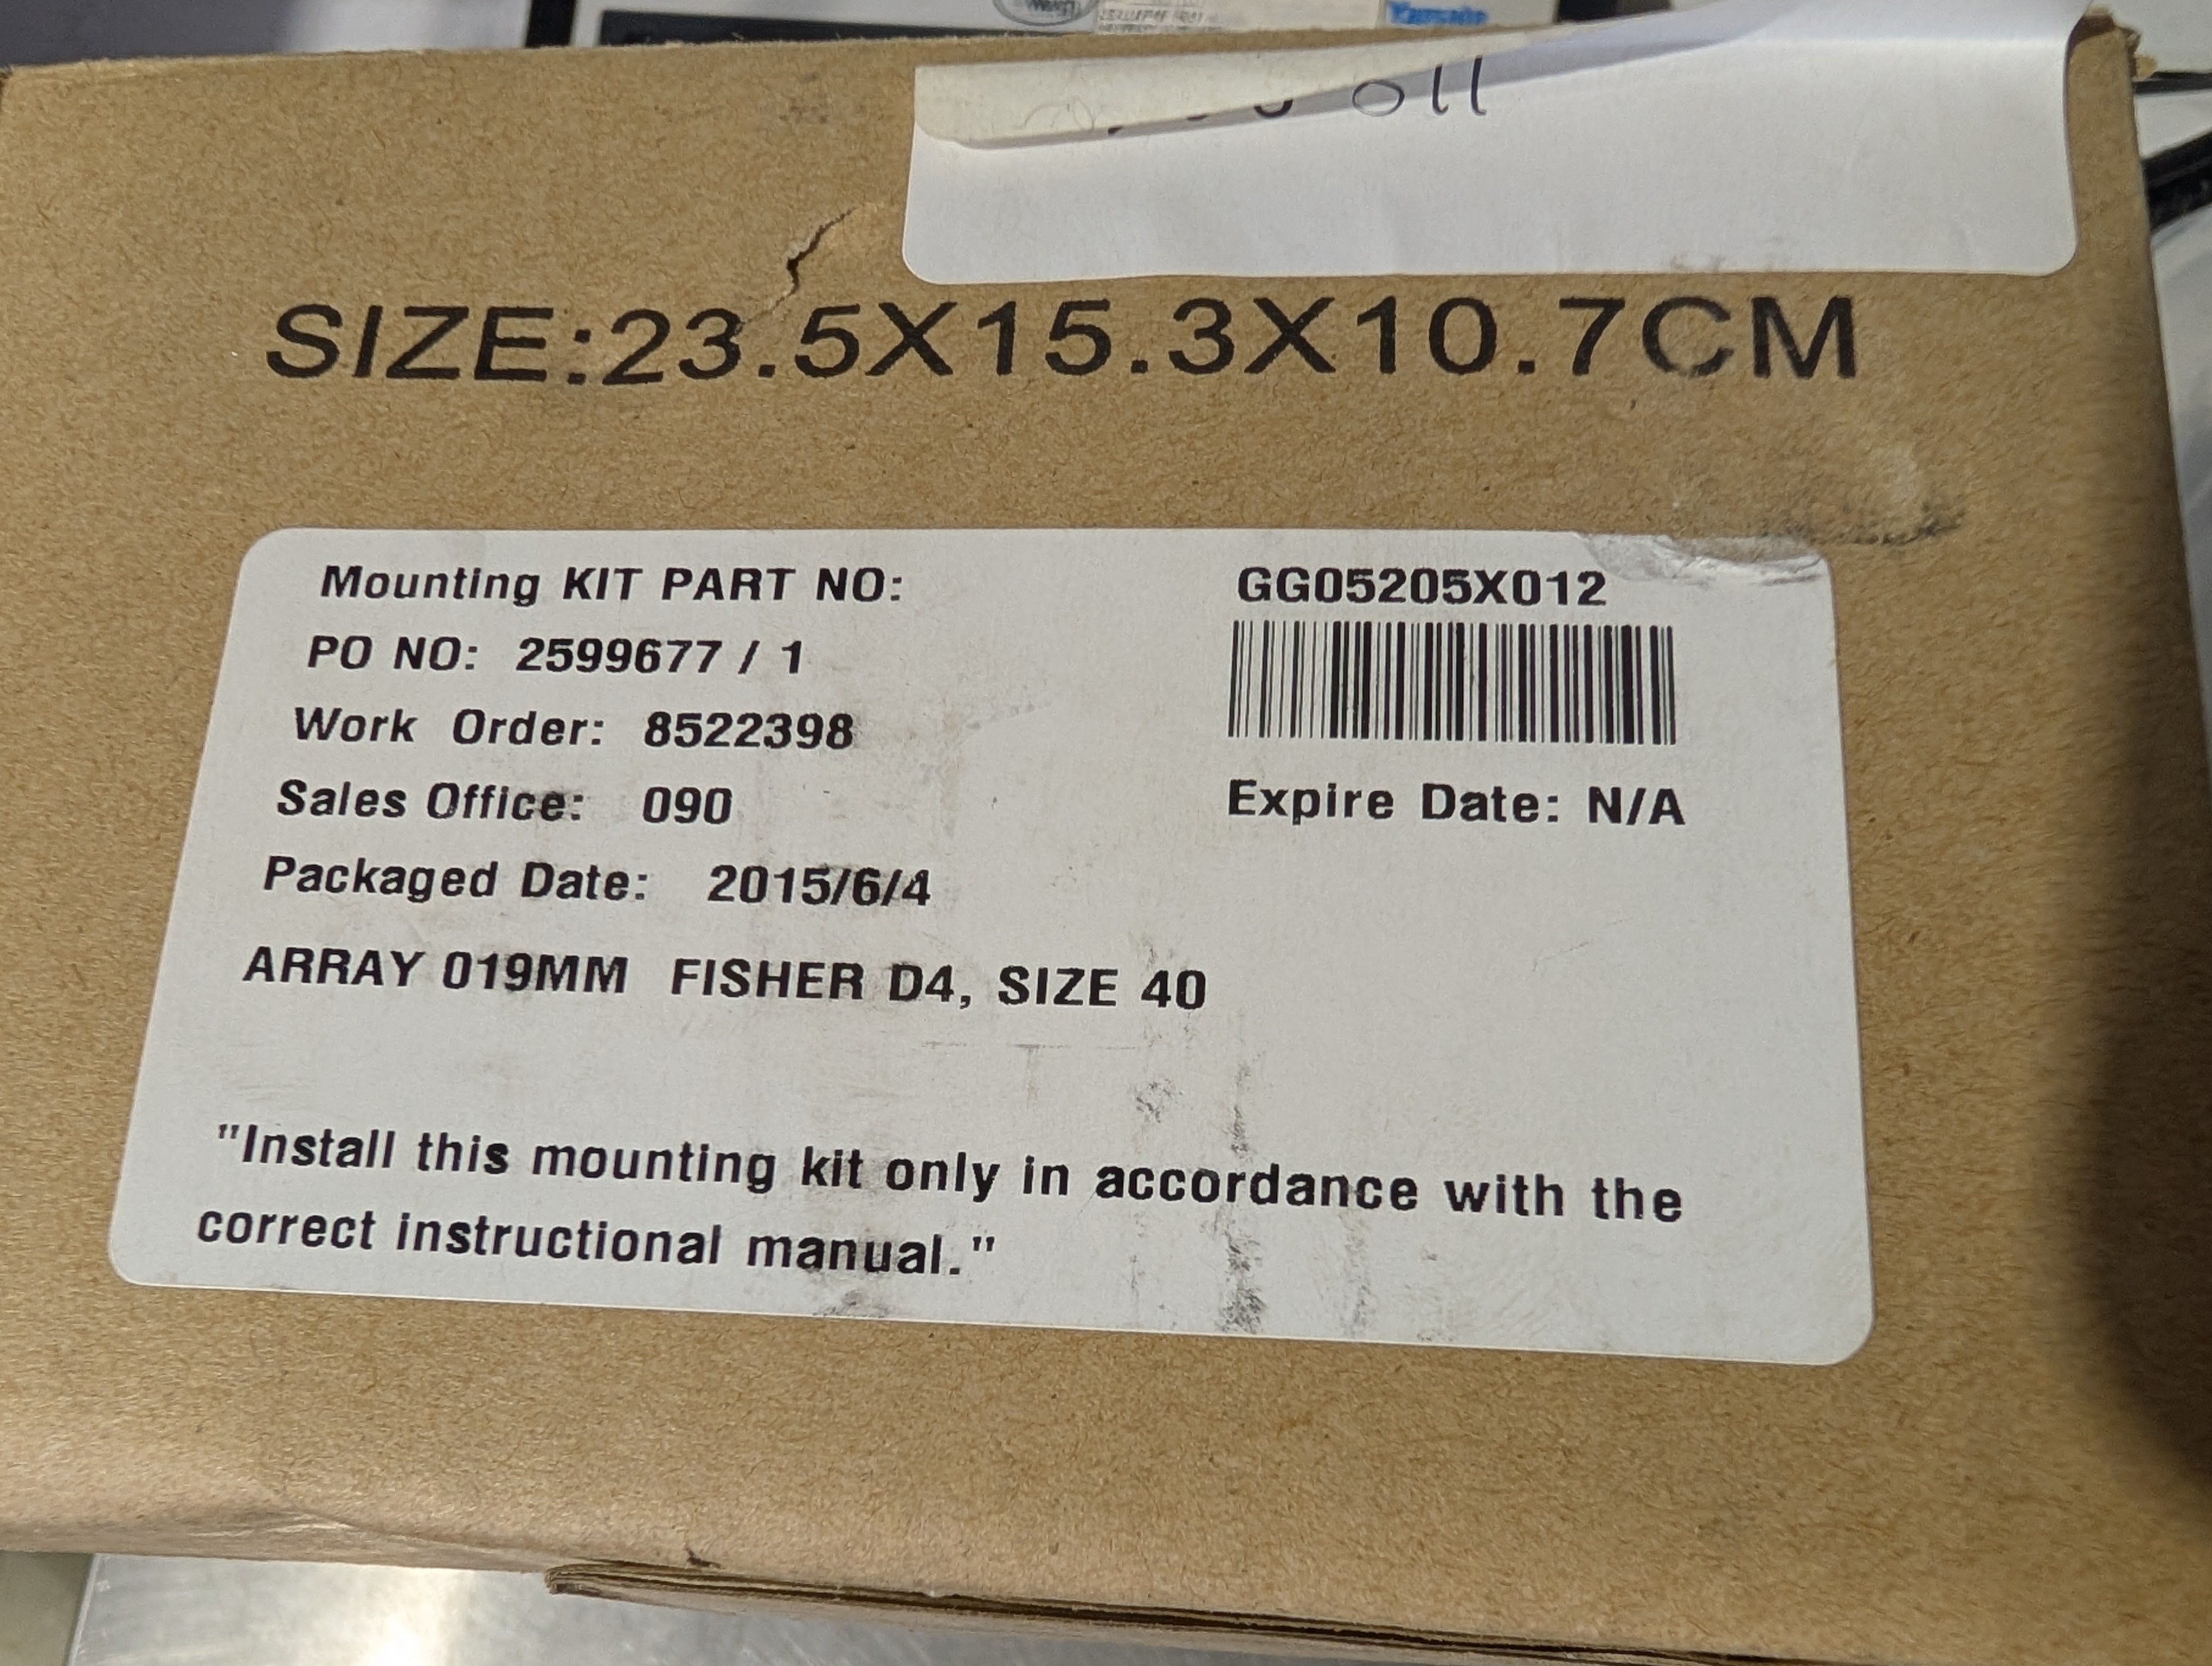 011
SIZE:23.5X15.3X10.7CM
Mounting KIT PART NO: GG05205X012
PO NO: 2599677 / 1
Work Order: 8522398
Sales Office: 090 Expire Date: N/A
Packaged Date: 2015/6/4
ARRAY 019MM FISHER D4, SIZE 40
"Install this mounting kit only in accordance with the
correct instructional manual."